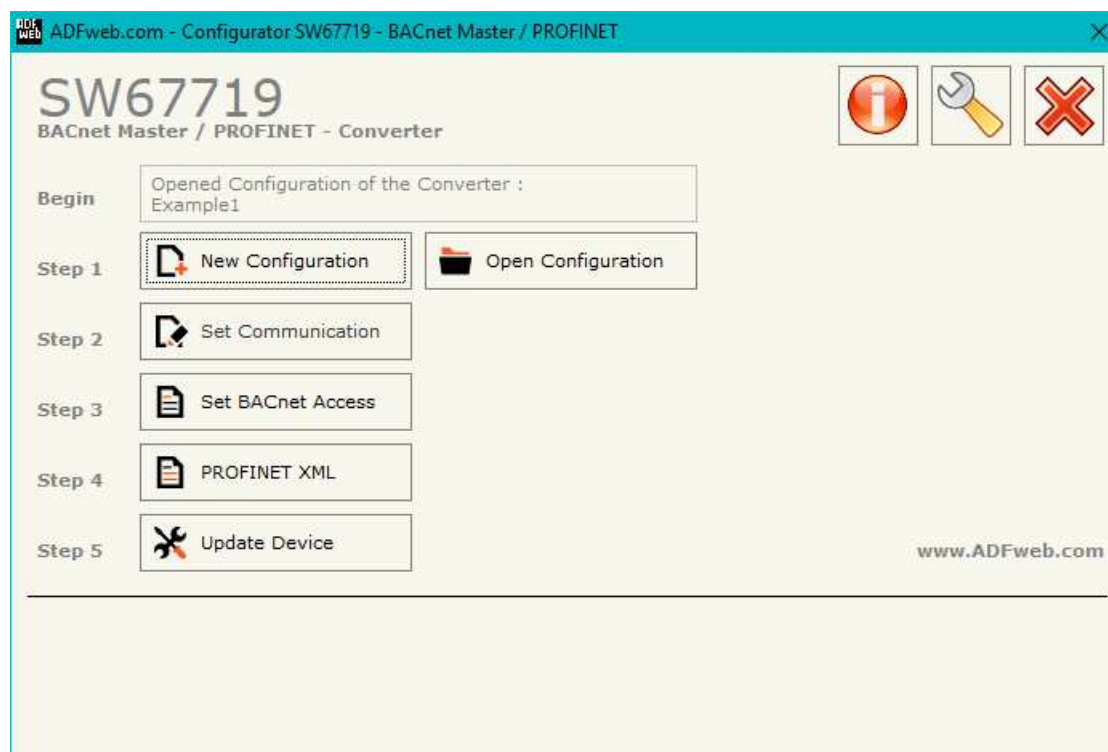 ADF
WEB
ADFweb.com - Configurator SW67719 - BACnet Master / PROFINET
SW67719
BACnet Master / PROFINET - Converter
Begin
Opened Configuration of the Converter :
Example1
Step 1
New Configuration
Open Configuration
Step 2
Set Communication
Step 3
Set BACnet Access
Step 4
PROFINET XML
Step 5
Update Device
www.ADFweb.com